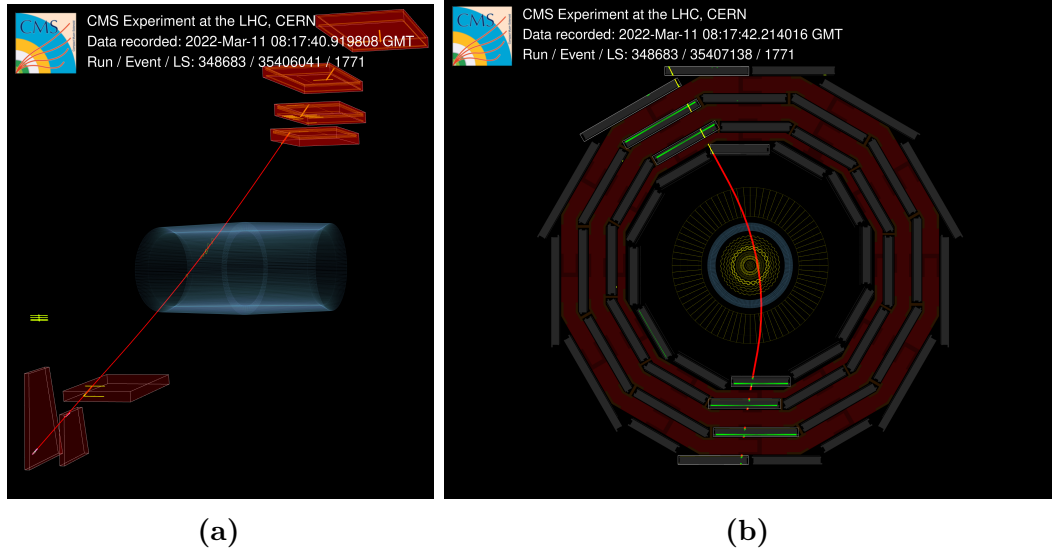 CMS
CMS Experiment at the LHC, CERN
Data recorded: 2022-Mar-11 08:17:40.919808 GMT
Run / Event / LS: 348683 / 35406041 / 1771
CMS
CMS Experiment at the LHC, CERN
Data recorded: 2022-Mar-11 08:17:42.214016 GMT
Run / Event / LS: 348683 / 35407138 / 1771
(a)
(b)